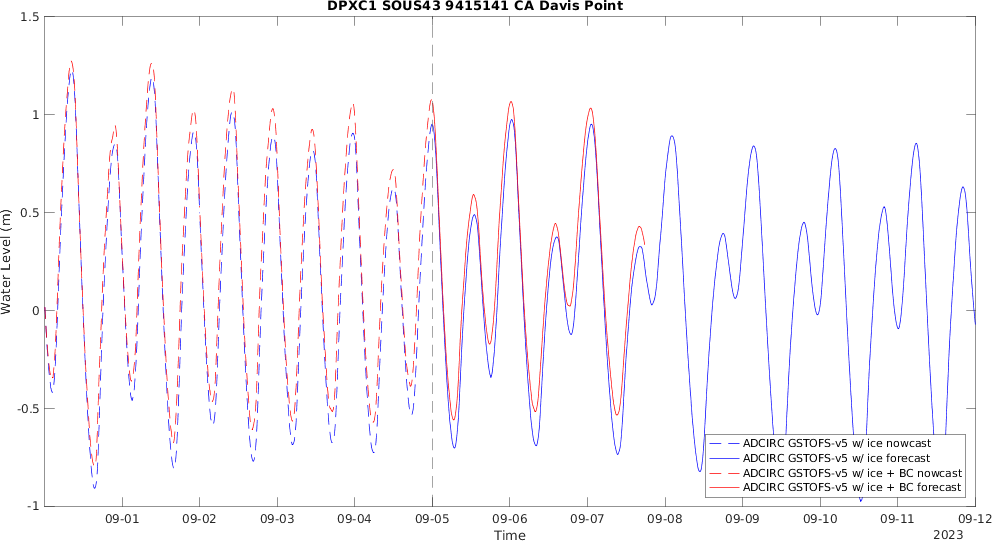 DPXC1 SOUS43 9415141 CA Davis Point
1.5
1
0.5
0
-0.5
-1
Water Level (m)
ADCIRC GSTOFS-v5 w/ ice nowcast
ADCIRC GSTOFS-v5 w/ ice forecast
ADCIRC GSTOFS-v5 w/ ice + BC nowcast
ADCIRC GSTOFS-v5 w/ ice + BC forecast
09-01 09-02 09-03 09-04 09-05 09-06 09-07 09-08 09-09 09-10 09-11 09-12
Time
2023